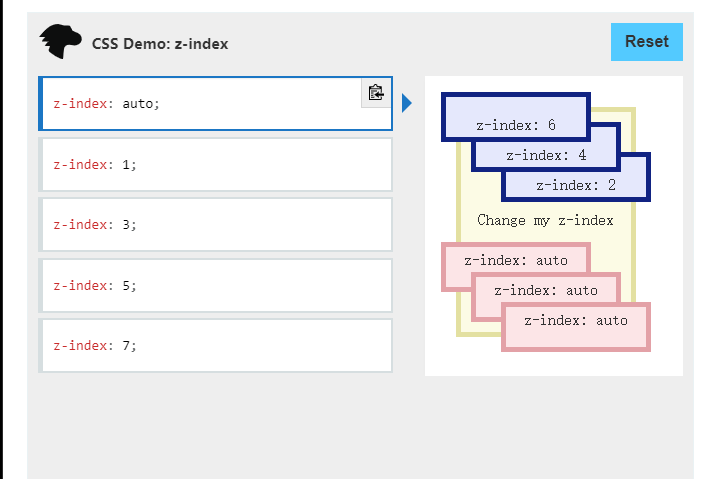 CSS Demo: z-index
Reset
z-index: auto;
z-index: 1;
z-index: 3;
z-index: 5;
z-index: 7;
z-index: 6
z-index: 4
z-index: 2
Change my z-index
z-index: auto
z-index: auto
z-index: auto